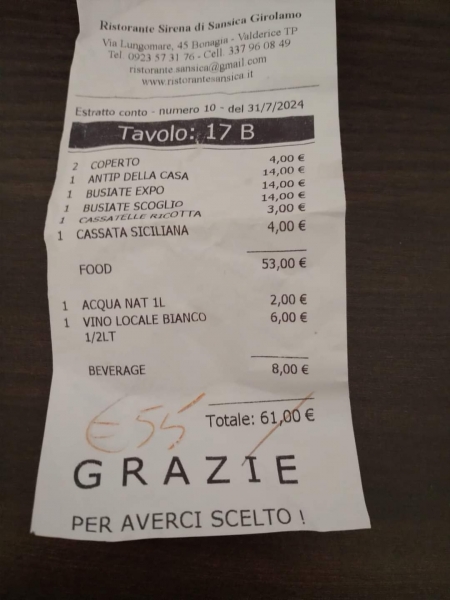 Ristorante Sirena di Sansica Girolamo
Via Lungomare, 45 Bonagia - Valderice TP
Tel. 0923 57 31 76 - Cell. 337 96 08 49
ristorante.sansica@gmail.com
www.ristorantesansica.it
Estratto conto - numero 10 - del 31/7/2024
Tavolo: 17 B
2 COPERTO 4,00 €
1 ANTIP DELLA CASA 14,00 €
1 BUSIATE EXPO 14,00 €
1 BUSIATE SCOGLIO 14,00 €
1 CASSATELLE RICOTTA 3,00 €
1 CASSATA SICILIANA 4,00 €
FOOD 53,00 €
1 ACQUA NAT 1L 2,00 €
1 VINO LOCALE BIANCO 6,00 €
1/2LT
BEVERAGE 8,00 €
Totale: 61,00 €
€ 55
GRAZIE
PER AVERCI SCELTO !